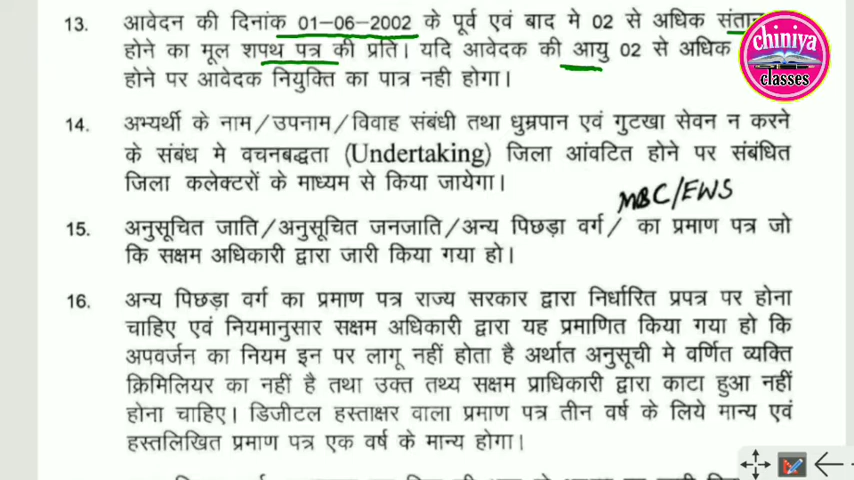 13. आवेदन की दिनांक 01-06-2002 के पूर्व एवं बाद मे 02 से अधिक संतान
होने का मूल शपथ पत्र की प्रति। यदि आवेदक की आयु 02 से अधिक
होने पर आवेदक नियुक्ति का पात्र नही होगा।
chiniya
classes
14. अभ्यर्थी के नाम/उपनाम/विवाह संबंधी तथा धुम्रपान एवं गुटखा सेवन न करने
के संबंध मे वचनबद्धता (Undertaking) जिला आंवटित होने पर संबंधित
जिला कलेक्टरों के माध्यम से किया जायेगा।
MBC/EWS
15. अनुसूचित जाति/अनुसूचित जनजाति/अन्य पिछड़ा वर्ग/ का प्रमाण पत्र जो
कि सक्षम अधिकारी द्वारा जारी किया गया हो।
16. अन्य पिछड़ा वर्ग का प्रमाण पत्र राज्य सरकार द्वारा निर्धारित प्रपत्र पर होना
चाहिए एवं नियमानुसार सक्षम अधिकारी द्वारा यह प्रमाणित किया गया हो कि
अपवर्जन का नियम इन पर लागू नहीं होता है अर्थात अनुसूची मे वर्णित व्यक्ति
क्रिमिलियर का नहीं है तथा उक्त तथ्य सक्षम प्राधिकारी द्वारा काटा हुआ नहीं
होना चाहिए। डिजीटल हस्ताक्षर वाला प्रमाण पत्र तीन वर्ष के लिये मान्य एवं
हस्तलिखित प्रमाण पत्र एक वर्ष के मान्य होगा।